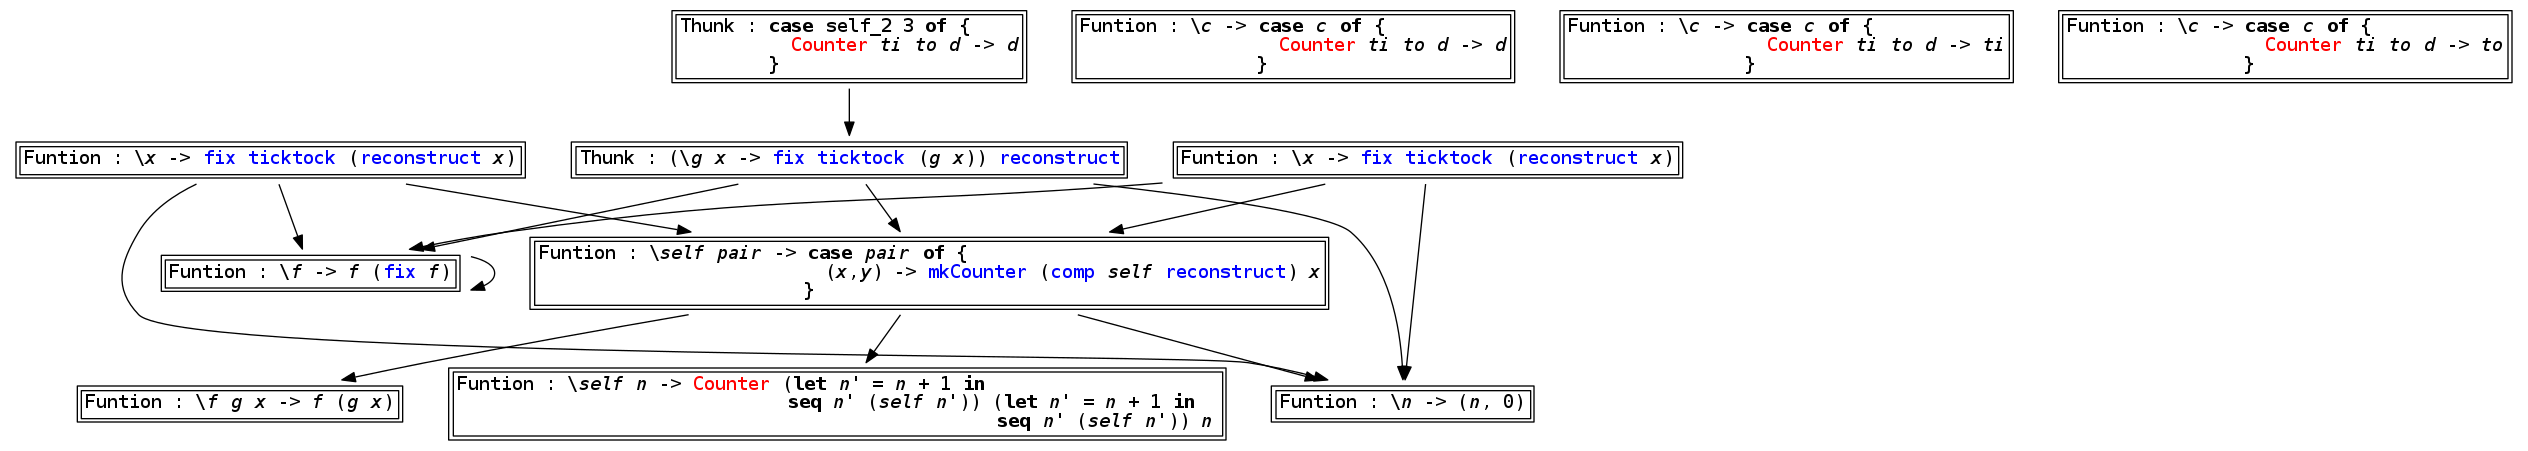 Thunk : case self_2 3 of {
Counter ti to d -> d
}
Funtion : \c -> case c of {
Counter ti to d -> d
}
Funtion : \c -> case c of {
Counter ti to d -> ti
}
Funtion : \c -> case c of {
Counter ti to d -> to
}
Funtion : \x -> fix ticktock (reconstruct x)
Thunk : (\g x -> fix ticktock (g x)) reconstruct
Funtion : \x -> fix ticktock (reconstruct x)
Funtion : \f -> f (fix f)
Funtion : \self pair -> case pair of {
(x,y) -> mkCounter (comp self reconstruct) x
}
Funtion : \f g x -> f (g x)
Funtion : \self n -> Counter (let n' = n + 1 in
seq n' (self n')) (let n' = n + 1 in
seq n' (self n')) n
Funtion : \n -> (n, 0)